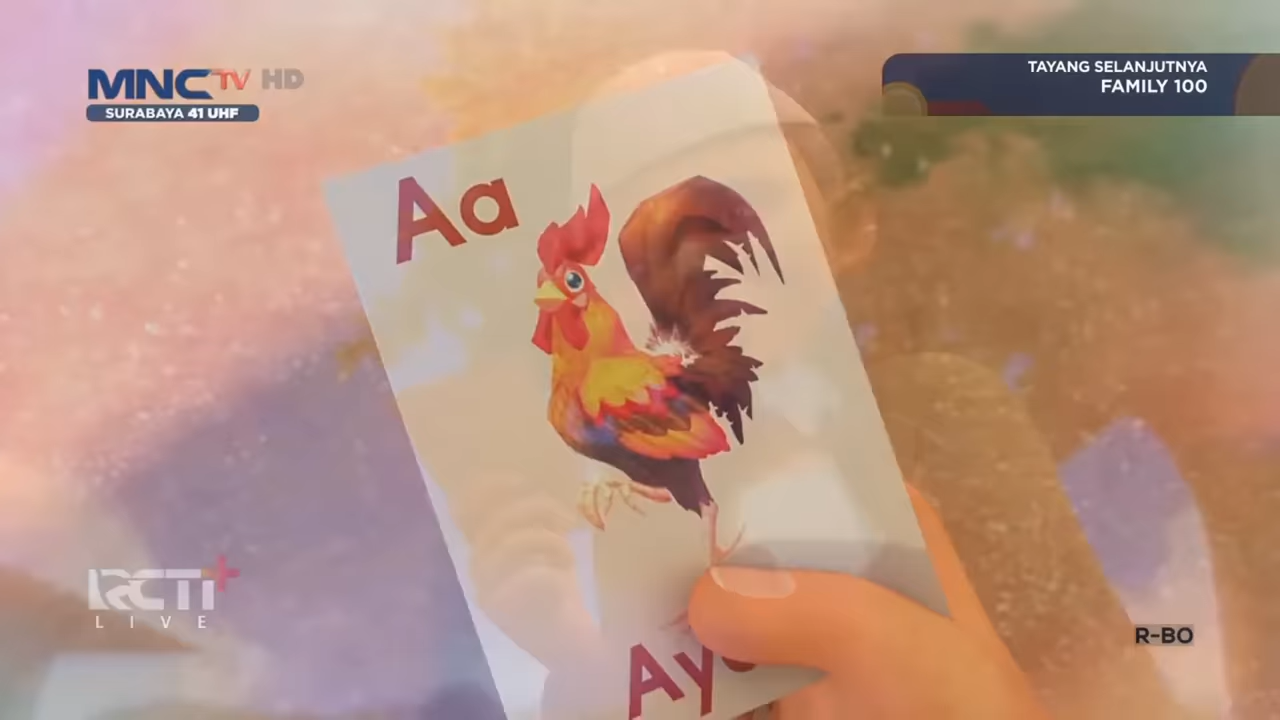 MNCTV HD
SURABAYA 41 UHF
TAYANG SELANJUTNYA
FAMILY 100
Aa
RCTI+
LIVE
R-BO